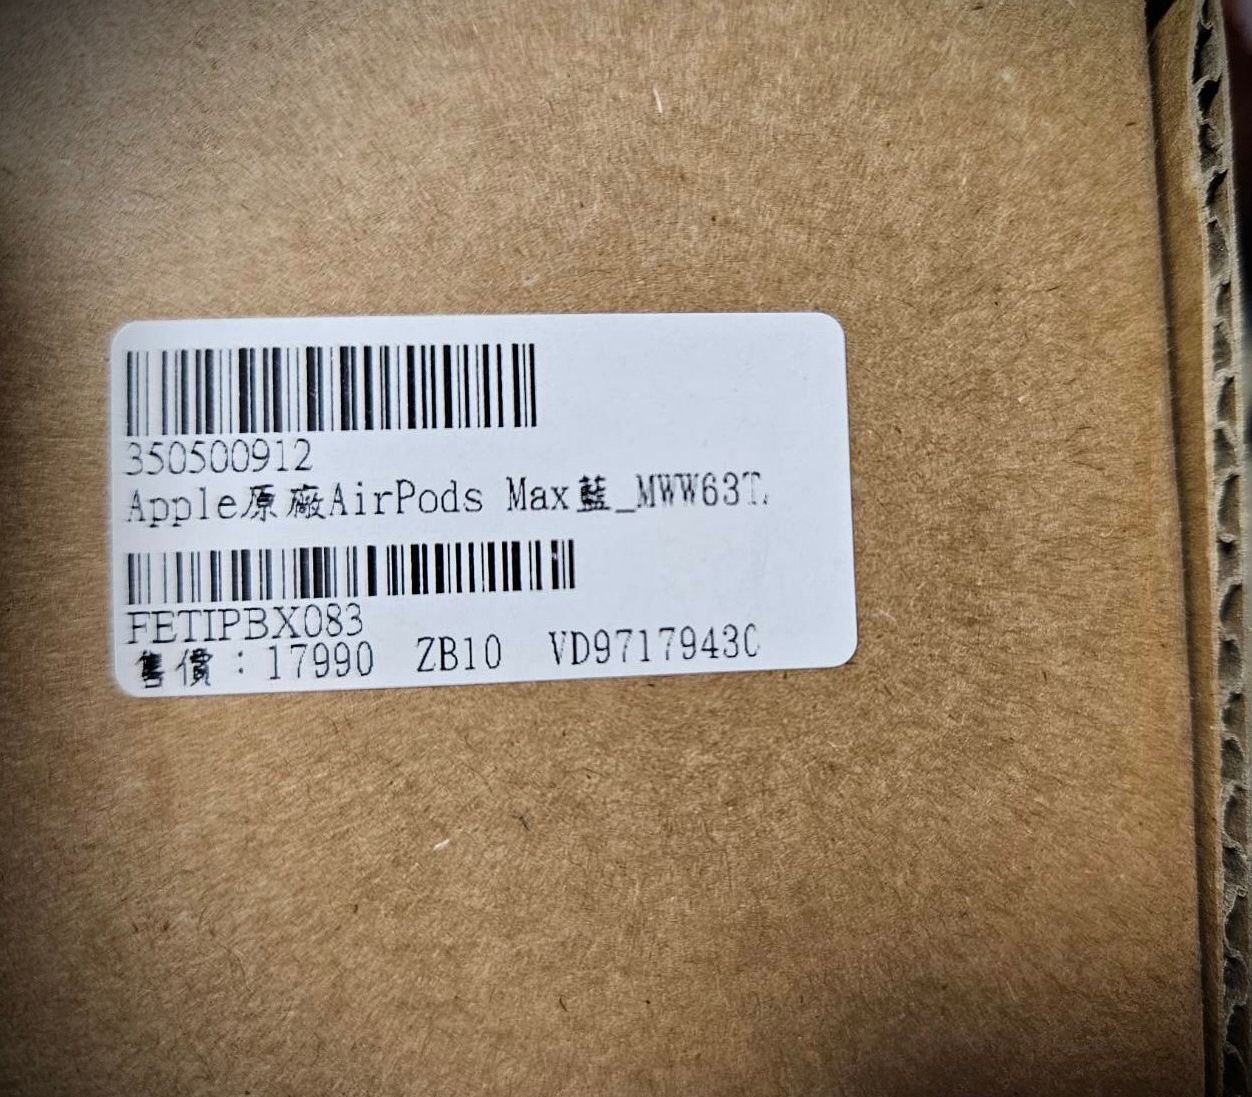 350500912
Apple原廠AirPods Max藍_MWW63T
FETIPBX083
售價：17990 ZB10 VD9717943C